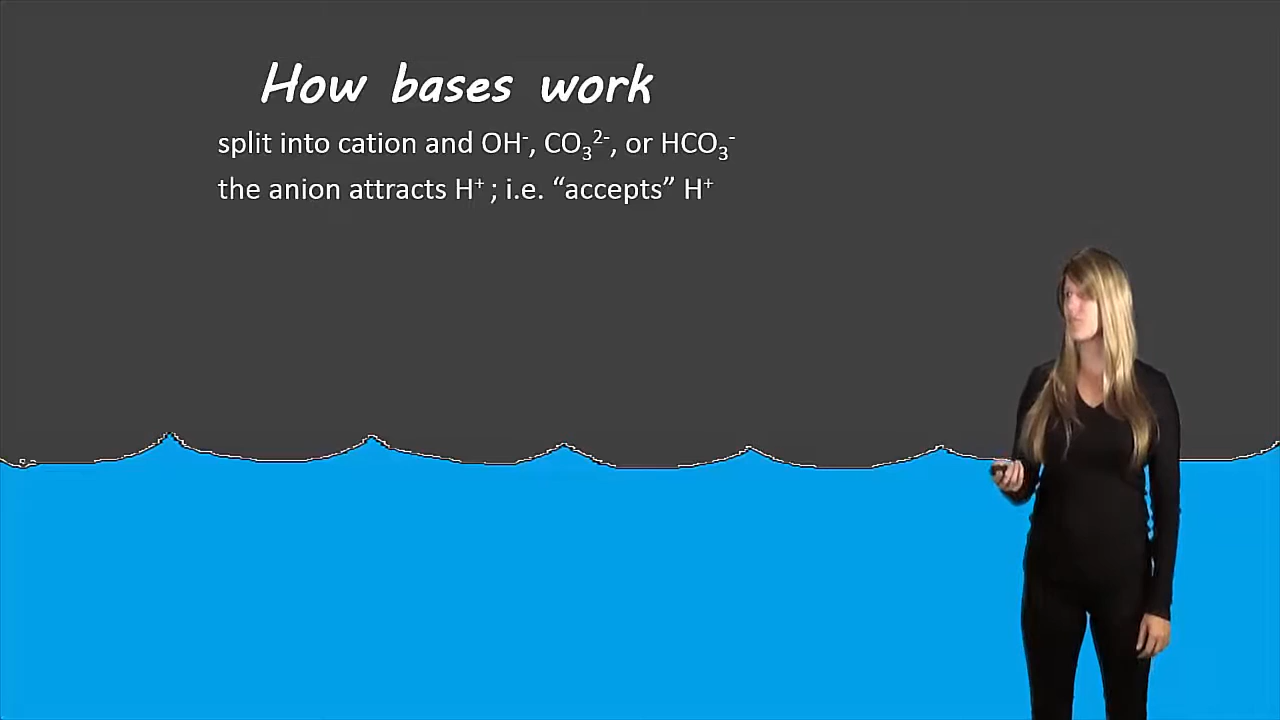 How bases work
split into cation and OH⁻, CO₃²⁻, or HCO₃⁻
the anion attracts H⁺ ; i.e. “accepts” H⁺